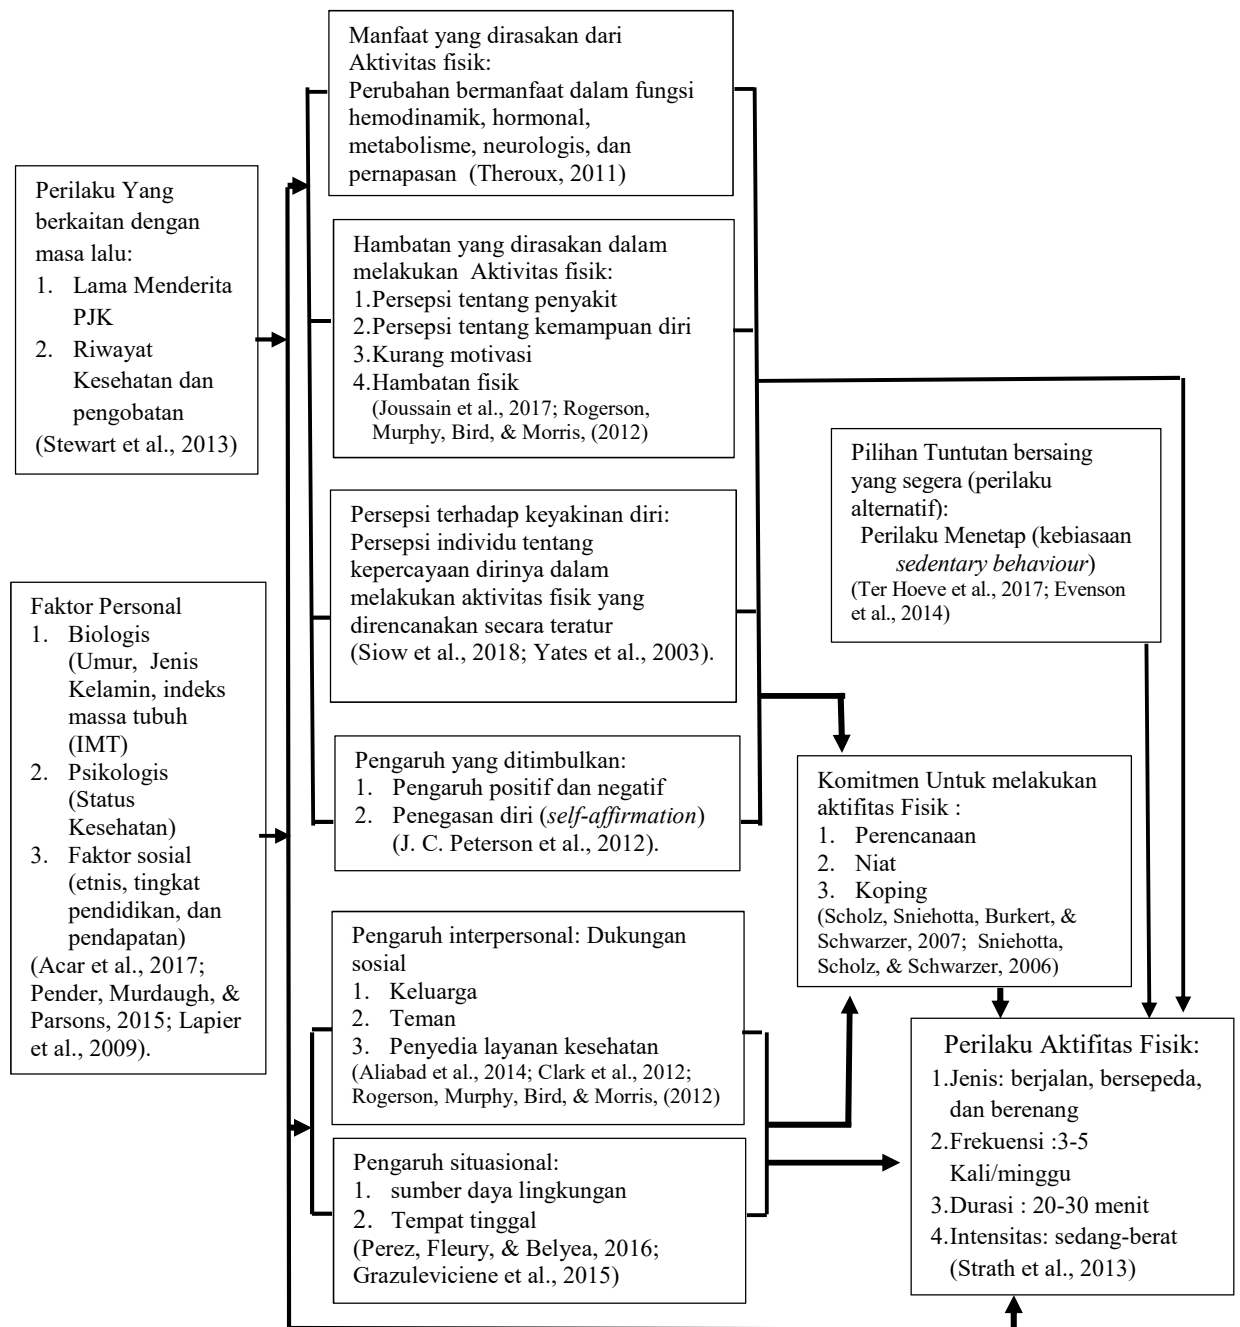 Manfaat yang dirasakan dari
Aktivitas fisik:
Perubahan bermanfaat dalam fungsi
hemodinamik, hormonal,
metabolisme, neurologis, dan
pernapasan (Theroux, 2011)
Perilaku Yang
berkaitan dengan
masa lalu:
1. Lama Menderita
PJK
2. Riwayat
Kesehatan dan
pengobatan
(Stewart et al., 2013)
Hambatan yang dirasakan dalam
melakukan Aktivitas fisik:
1.Persepsi tentang penyakit
2.Persepsi tentang kemampuan diri
3.Kurang motivasi
4.Hambatan fisik
(Joussain et al., 2017; Rogerson,
Murphy, Bird, & Morris, (2012)
Pilihan Tuntutan bersaing
yang segera (perilaku
alternatif):
Perilaku Menetap (kebiasaan
sedentary behaviour)
(Ter Hoeve et al., 2017; Evenson
et al., 2014)
Persepsi terhadap keyakinan diri:
Persepsi individu tentang
kepercayaan dirinya dalam
melakukan aktivitas fisik yang
direncanakan secara teratur
(Siow et al., 2018; Yates et al., 2003).
Faktor Personal
1. Biologis
(Umur, Jenis
Kelamin, indeks
massa tubuh
(IMT)
2. Psikologis
(Status
Kesehatan)
3. Faktor sosial
(etnis, tingkat
pendidikan, dan
pendapatan)
(Acar et al., 2017;
Pender, Murdaugh, &
Parsons, 2015; Lapier
et al., 2009).
Pengaruh yang ditimbulkan:
1. Pengaruh positif dan negatif
2. Penegasan diri (self-affirmation)
(J. C. Peterson et al., 2012).
Komitmen Untuk melakukan
aktifitas Fisik :
1. Perencanaan
2. Niat
3. Koping
(Scholz, Sniehotta, Burkert, &
Schwarzer, 2007; Sniehotta,
Scholz, & Schwarzer, 2006)
Pengaruh interpersonal: Dukungan
sosial
1. Keluarga
2. Teman
3. Penyedia layanan kesehatan
(Aliabad et al., 2014; Clark et al., 2012;
Rogerson, Murphy, Bird, & Morris, (2012)
Pengaruh situasional:
1. sumber daya lingkungan
2. Tempat tinggal
(Perez, Fleury, & Belyea, 2016;
Grazuleviciene et al., 2015)
Perilaku Aktifitas Fisik:
1.Jenis: berjalan, bersepeda,
dan berenang
2.Frekuensi :3-5
Kali/minggu
3.Durasi : 20-30 menit
4.Intensitas: sedang-berat
(Strath et al., 2013)